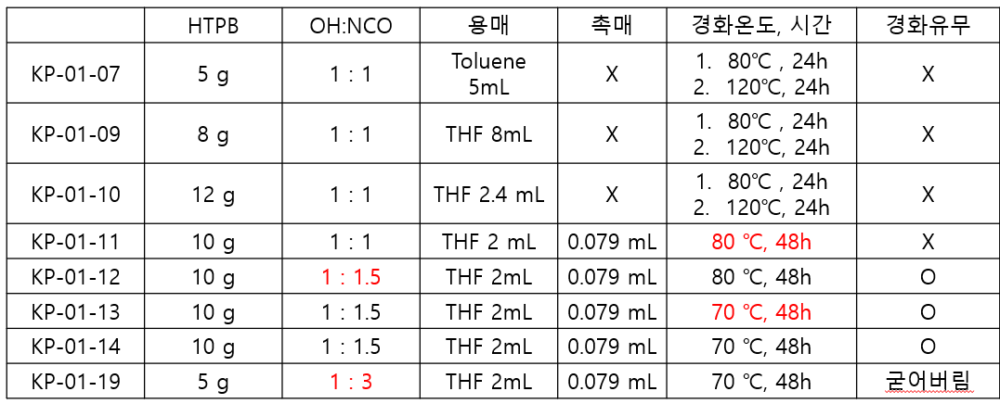 HTPB OH:NCO 용매 촉매 경화온도, 시간 경화유무
KP-01-07 5 g 1 : 1 Toluene 5mL X 1. 80℃ , 24h 2. 120℃, 24h X
KP-01-09 8 g 1 : 1 THF 8mL X 1. 80℃ , 24h 2. 120℃, 24h X
KP-01-10 12 g 1 : 1 THF 2.4 mL X 1. 80℃ , 24h 2. 120℃, 24h X
KP-01-11 10 g 1 : 1 THF 2 mL 0.079 mL 80 ℃, 48h X
KP-01-12 10 g 1 : 1.5 THF 2mL 0.079 mL 80 ℃, 48h O
KP-01-13 10 g 1 : 1.5 THF 2mL 0.079 mL 70 ℃, 48h O
KP-01-14 10 g 1 : 1.5 THF 2mL 0.079 mL 70 ℃, 48h O
KP-01-19 5 g 1 : 3 THF 2mL 0.079 mL 70 ℃, 48h 굳어버림